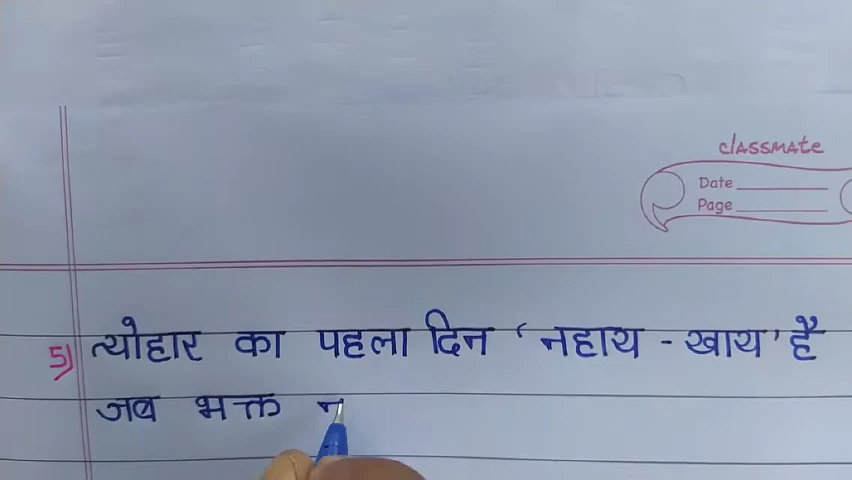 classmate
Date
Page
5) त्योहार का पहला दिन 'नहाय - खाय' है
जब भक्त